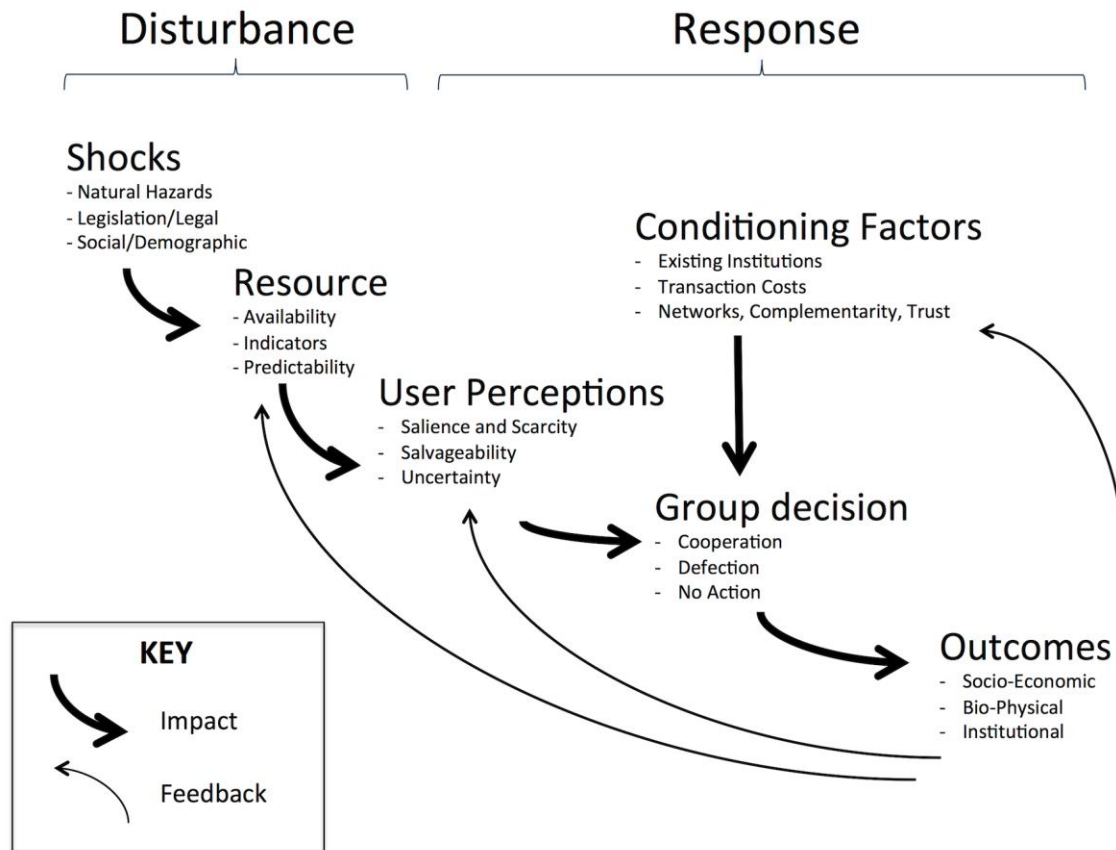 Disturbance
Response
Shocks
- Natural Hazards
- Legislation/Legal
- Social/Demographic
Resource
- Availability
- Indicators
- Predictability
User Perceptions
- Salience and Scarcity
- Salvageability
- Uncertainty
Conditioning Factors
- Existing Institutions
- Transaction Costs
- Networks, Complementarity, Trust
Group decision
- Cooperation
- Defection
- No Action
Outcomes
- Socio-Economic
- Bio-Physical
- Institutional
KEY
Impact
Feedback